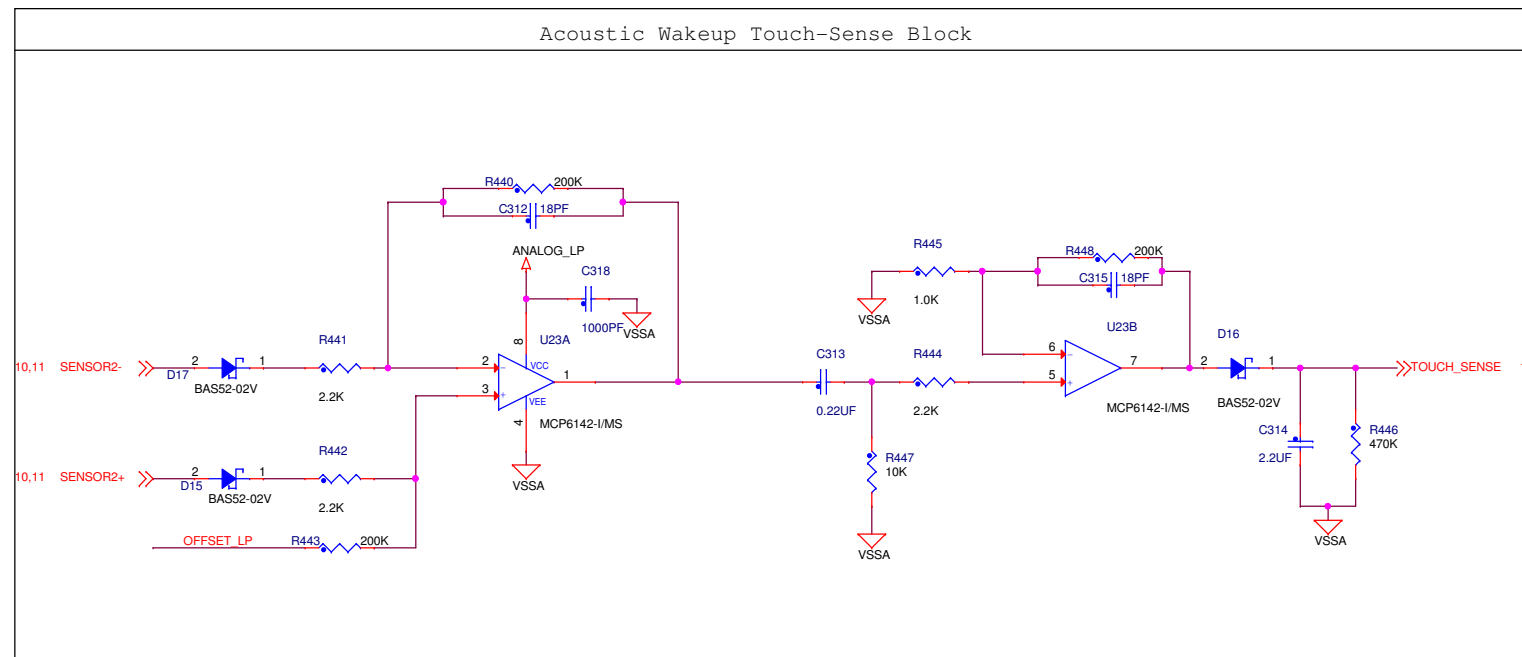 Acoustic Wakeup Touch-Sense Block
R440 200K
C312 18PF
ANALOG_LP
C318
1000PF
VSSA
R445
1.0K
VSSA
R448 200K
C315 18PF
U23A
8
VCC
2
3
1
VEE
4
MCP6142-I/MS
VSSA
R441
2.2K
10,11 SENSOR2-
2
1
D17
BAS52-02V
R442
2.2K
10,11 SENSOR2+
2
1
D15
BAS52-02V
OFFSET_LP
R443 200K
C313
0.22UF
R444
2.2K
R447
10K
VSSA
U23B
6
5
7
MCP6142-I/MS
D16
2
1
BAS52-02V
TOUCH_SENSE
C314
2.2UF
R446
470K
VSSA